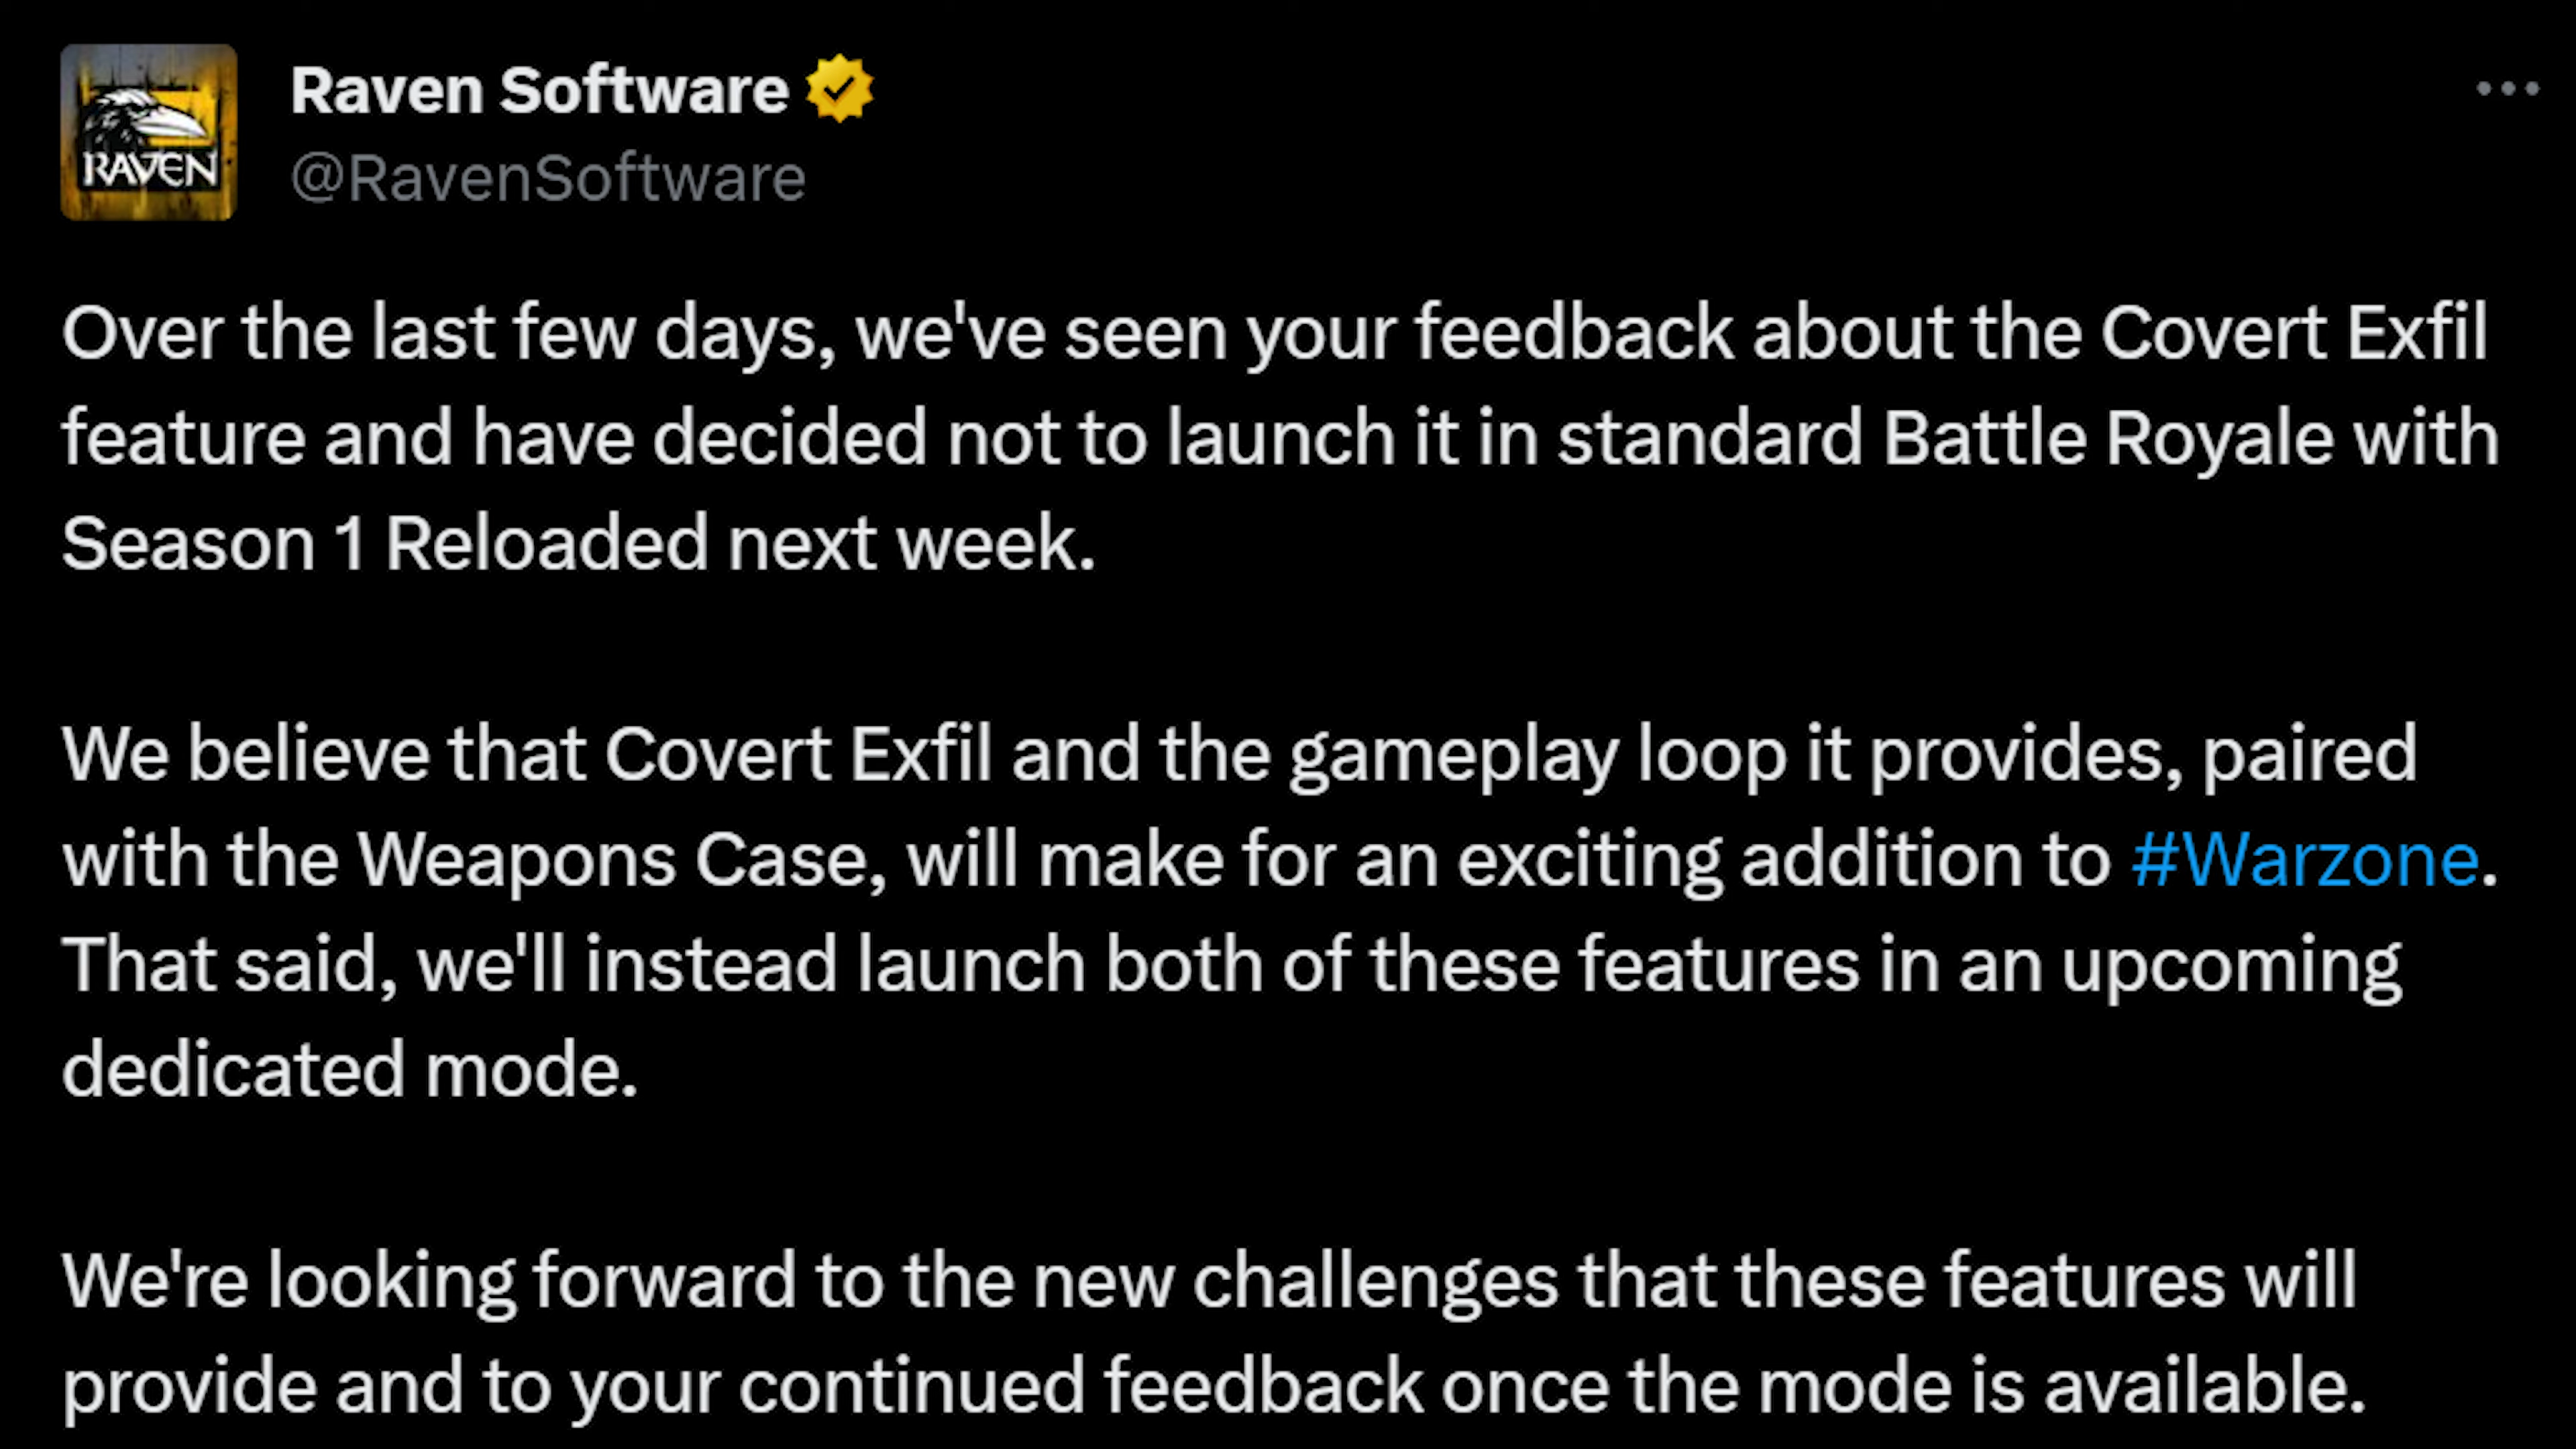 RAVEN
Raven Software
@RavenSoftware
Over the last few days, we've seen your feedback about the Covert Exfil
feature and have decided not to launch it in standard Battle Royale with
Season 1 Reloaded next week.
We believe that Covert Exfil and the gameplay loop it provides, paired
with the Weapons Case, will make for an exciting addition to #Warzone.
That said, we'll instead launch both of these features in an upcoming
dedicated mode.
We're looking forward to the new challenges that these features will
provide and to your continued feedback once the mode is available.